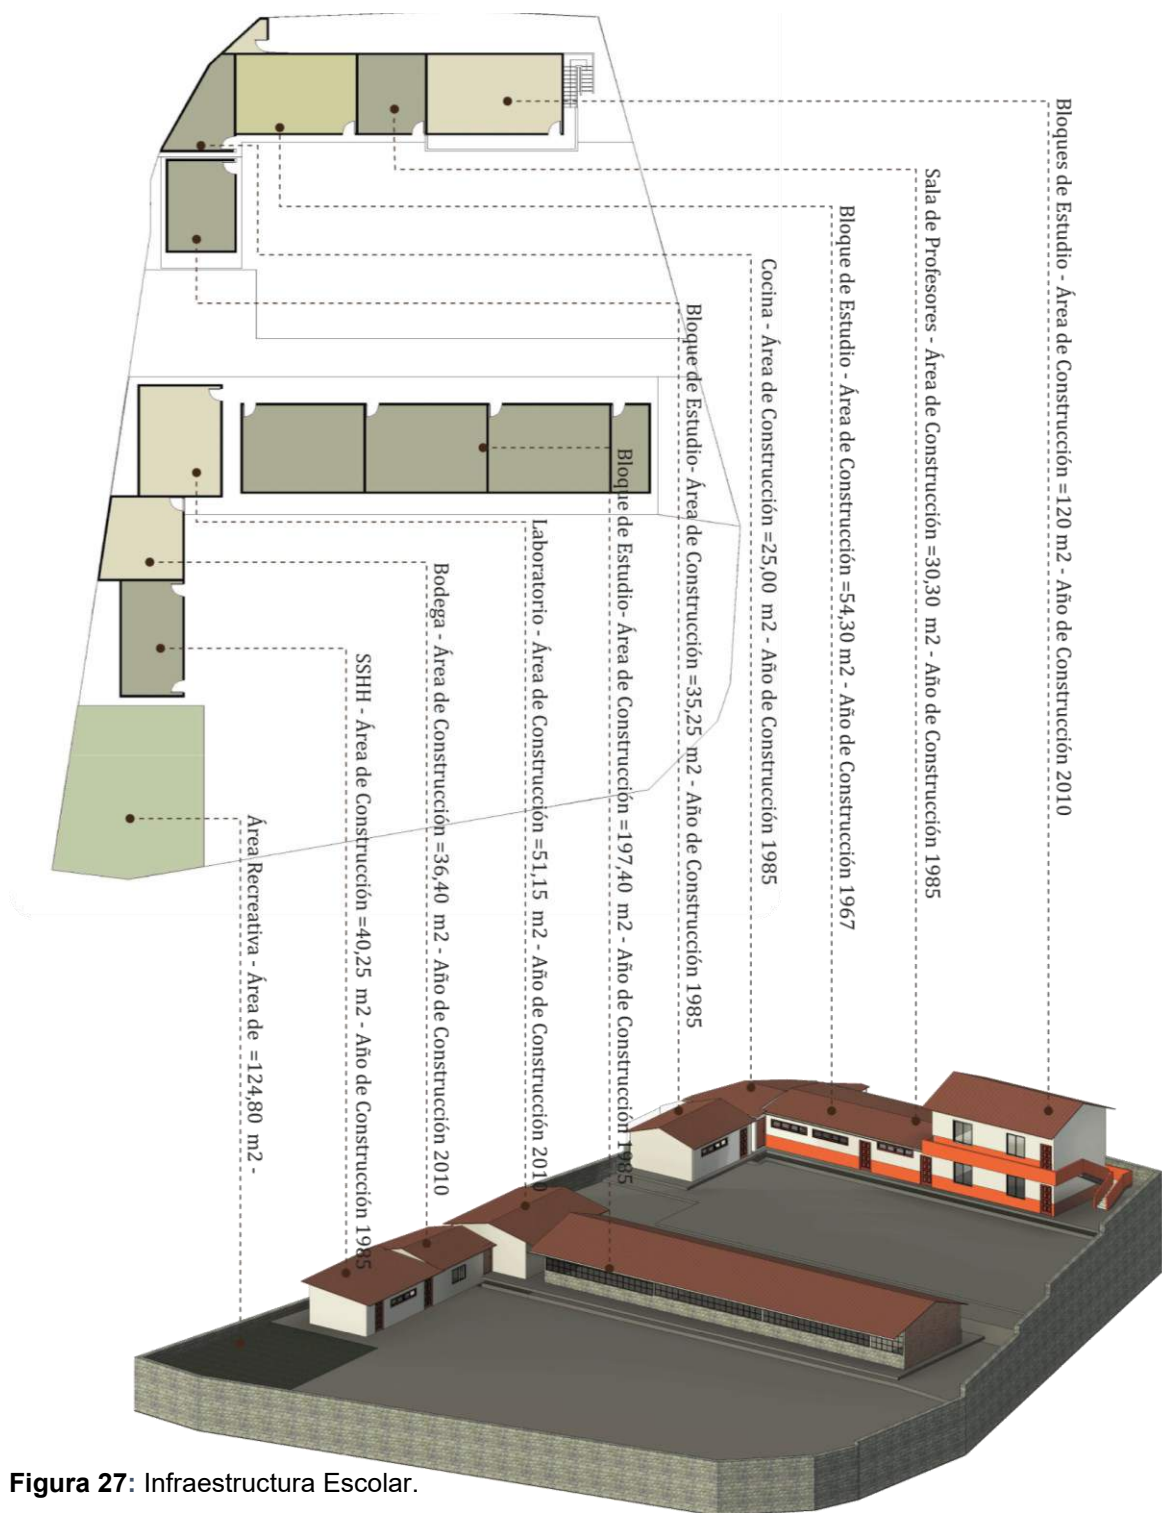 Bloques de Estudio - Área de Construcción =120 m2 - Año de Construcción 2010
Sala de Profesores - Área de Construcción =30,30 m2 - Año de Construcción 1985
Bloque de Estudio - Área de Construcción =54,30 m2 - Año de Construcción 1967
Cocina - Área de Construcción =25,00 m2 - Año de Construcción 1985
Bloque de Estudio- Área de Construcción =35,25 m2 - Año de Construcción 1985
Bloque de Estudio- Área de Construcción =197,40 m2 - Año de Construcción 1985
Laboratorio - Área de Construcción =51,15 m2 - Año de Construcción 2010
Bodega - Área de Construcción =36,40 m2 - Año de Construcción 2010
SSHH - Área de Construcción =40,25 m2 - Año de Construcción 1985
Área Recreativa - Área de =124,80 m2 -
Figura 27: Infraestructura Escolar.